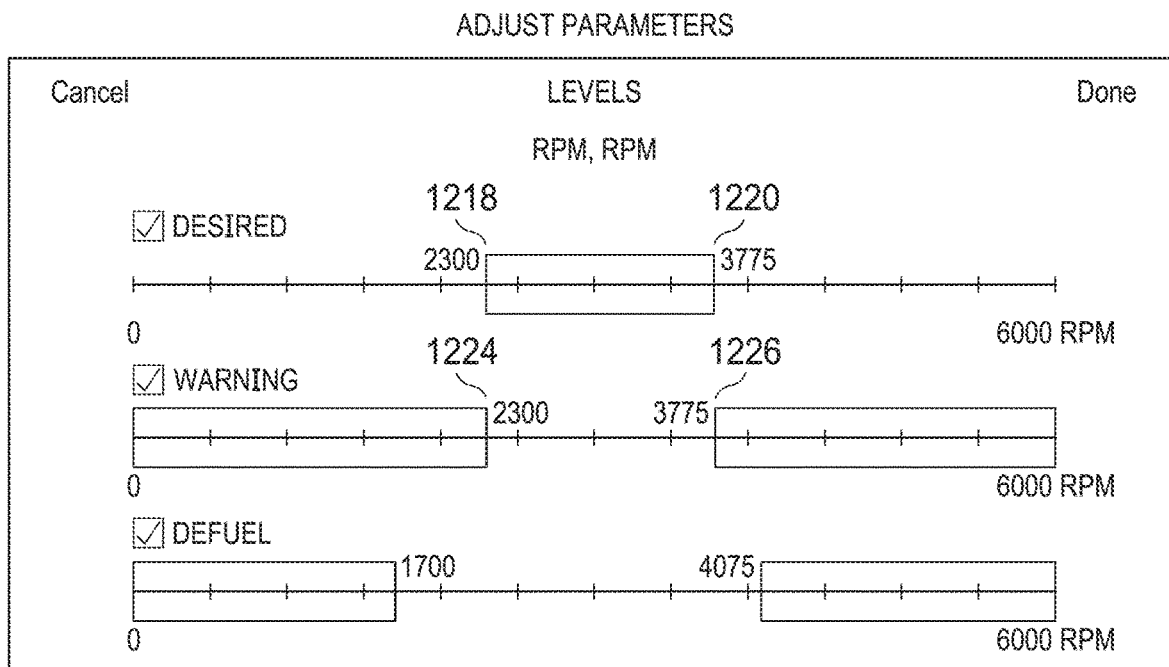 ADJUST PARAMETERS
Cancel LEVELS Done
RPM, RPM
1218 1220
DESIRED
2300 3775
0 6000 RPM
1224 1226
WARNING
2300 3775
0 6000 RPM
DEFUEL
1700 4075
0 6000 RPM